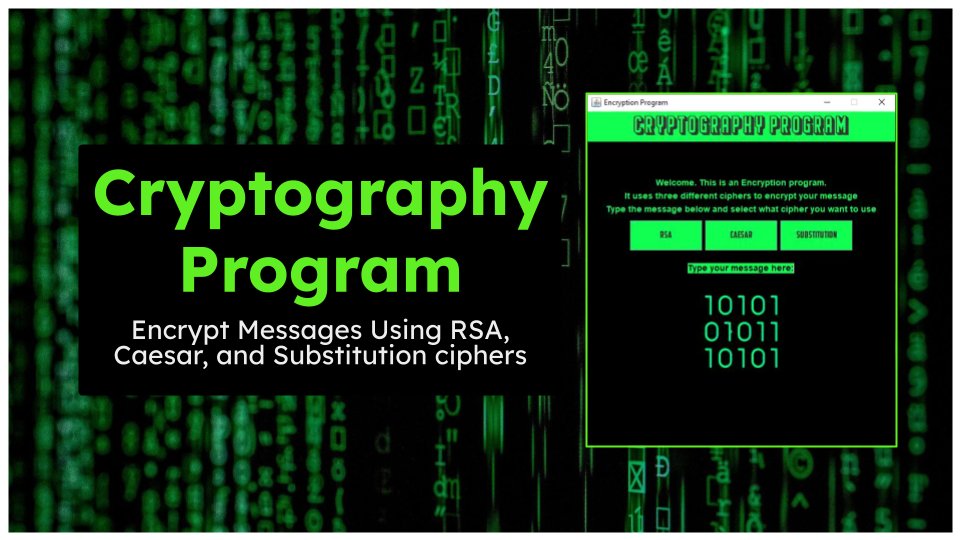 Cryptography
Program
Encrypt Messages Using RSA,
Caesar, and Substitution ciphers
Encryption Program
CRYPTOGRAPHY PROGRAM
Welcome. This is an Encryption program.
It uses three different ciphers to encrypt your message
Type the message below and select what cipher you want to use
RSA CAESAR SUBSTITUTION
Type your message here:
10101
01011
10101